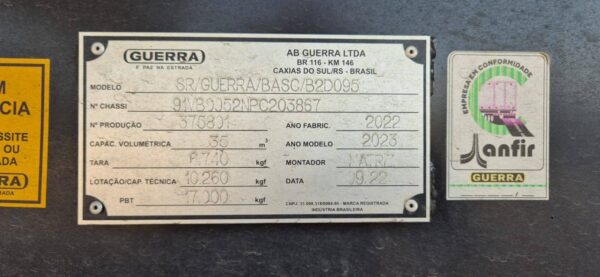 GUERRA
É PAZ NA ESTRADA
AB GUERRA LTDA
BR 116 - KM 146
CAXIAS DO SUL/RS - BRASIL
MODELO SR/GUERRA/BASC/B2D095
Nº CHASSI
Nº PRODUÇÃO ANO FABRIC. 2022
CAPAC. VOLUMÉTRICA 35 m³ ANO MODELO 2023
TARA 6.740 kgf MONTADOR
LOTAÇÃO/CAP. TÉCNICA 10.260 kgf DATA 09.22
PBT 17.000 kgf
MARCA REGISTRADA
INDÚSTRIA BRASILEIRA
M
CIA
SSITE
OU
ADA
RRA
EMPRESA EM CONFORMIDADE
anfir
GUERRA